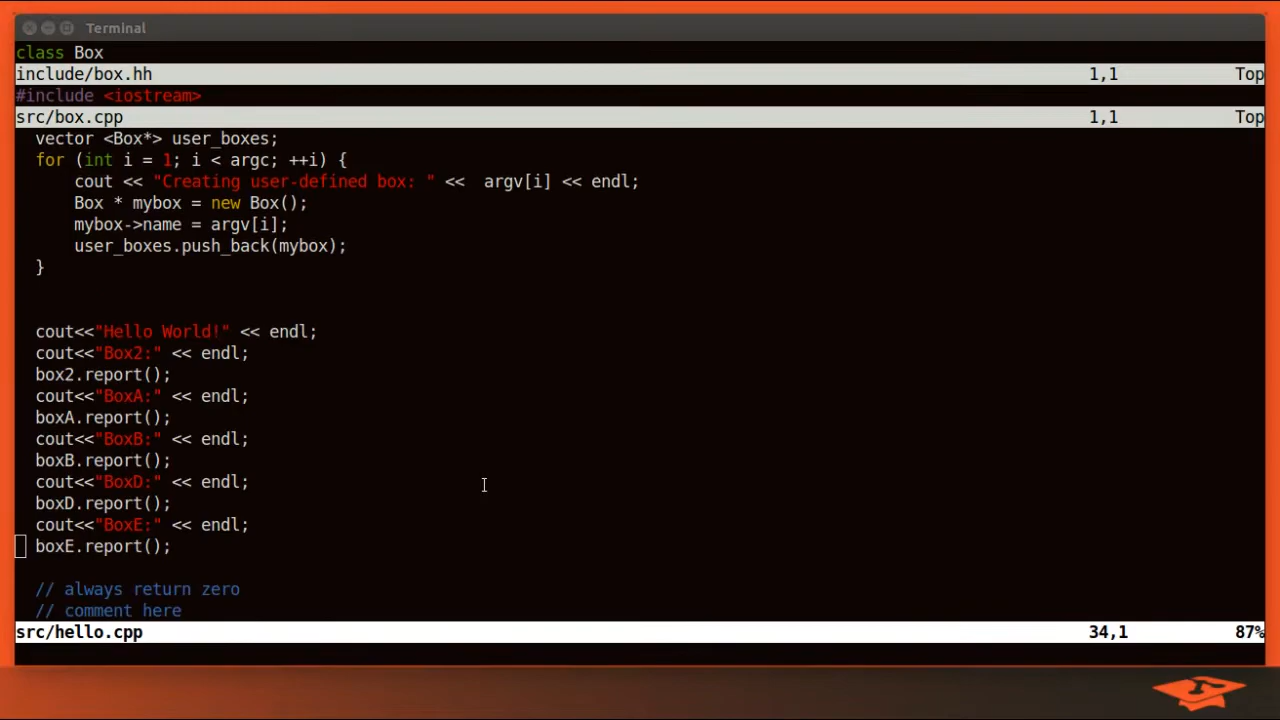 Terminal
class Box
include/box.hh 1,1 Top
#include <iostream>
src/box.cpp 1,1 Top
vector <Box*> user_boxes;
for (int i = 1; i < argc; ++i) {
cout << "Creating user-defined box: " <<  argv[i] << endl;
Box * mybox = new Box();
mybox->name = argv[i];
user_boxes.push_back(mybox);
}
cout<<"Hello World!" << endl;
cout<<"Box2:" << endl;
box2.report();
cout<<"BoxA:" << endl;
boxA.report();
cout<<"BoxB:" << endl;
boxB.report();
cout<<"BoxD:" << endl;
boxD.report();
cout<<"BoxE:" << endl;
boxE.report();
// always return zero
// comment here
src/hello.cpp 34,1 87%